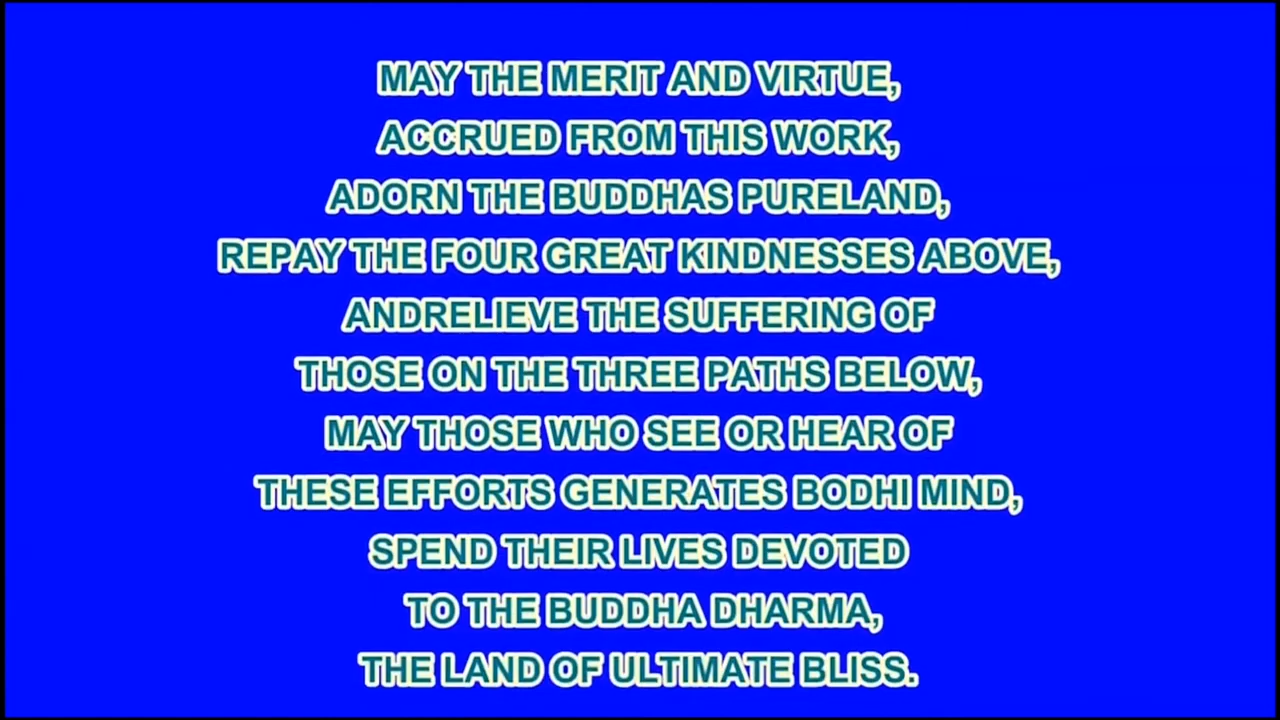 MAY THE MERIT AND VIRTUE,
ACCRUED FROM THIS WORK,
ADORN THE BUDDHAS PURELAND,
REPAY THE FOUR GREAT KINDNESSES ABOVE,
ANDRELIEVE THE SUFFERING OF
THOSE ON THE THREE PATHS BELOW,
MAY THOSE WHO SEE OR HEAR OF
THESE EFFORTS GENERATES BODHI MIND,
SPEND THEIR LIVES DEVOTED
TO THE BUDDHA DHARMA,
THE LAND OF ULTIMATE BLISS.